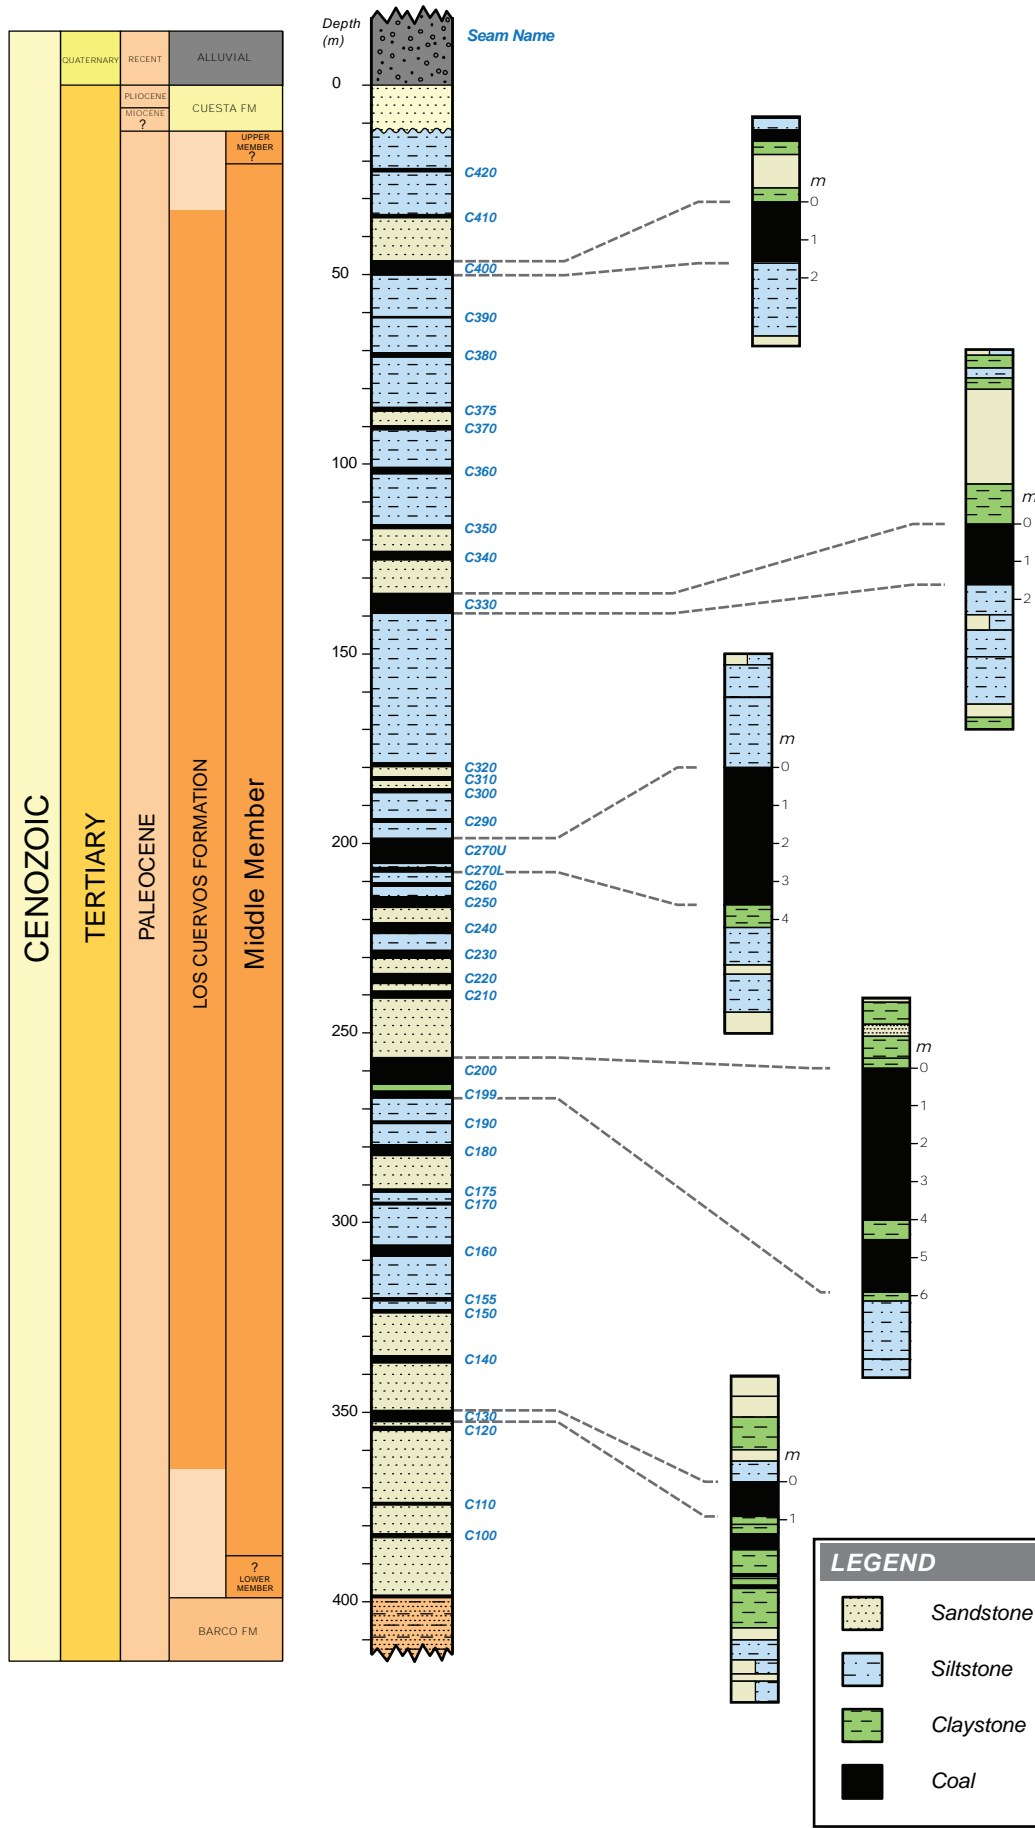 Depth
(m)
Seam Name
QUATERNARY
RECENT
ALLUVIAL
PLIOCENE
MIOCENE
?
CUESTA FM
UPPER
MEMBER
?
CENOZOIC
TERTIARY
PALEOCENE
LOS CUERVOS FORMATION
Middle Member
?
LOWER
MEMBER
BARCO FM
0
50
100
150
200
250
300
350
400
C420
C410
C400
C390
C380
C375
C370
C360
C350
C340
C330
C320
C310
C300
C290
C270U
C270L
C260
C250
C240
C230
C220
C210
C200
C199
C190
C180
C175
C170
C160
C155
C150
C140
C130
C120
C110
C100
m
0
1
2
m
0
1
2
m
0
1
2
3
4
m
0
1
2
3
4
5
6
m
0
1
LEGEND
Sandstone
Siltstone
Claystone
Coal